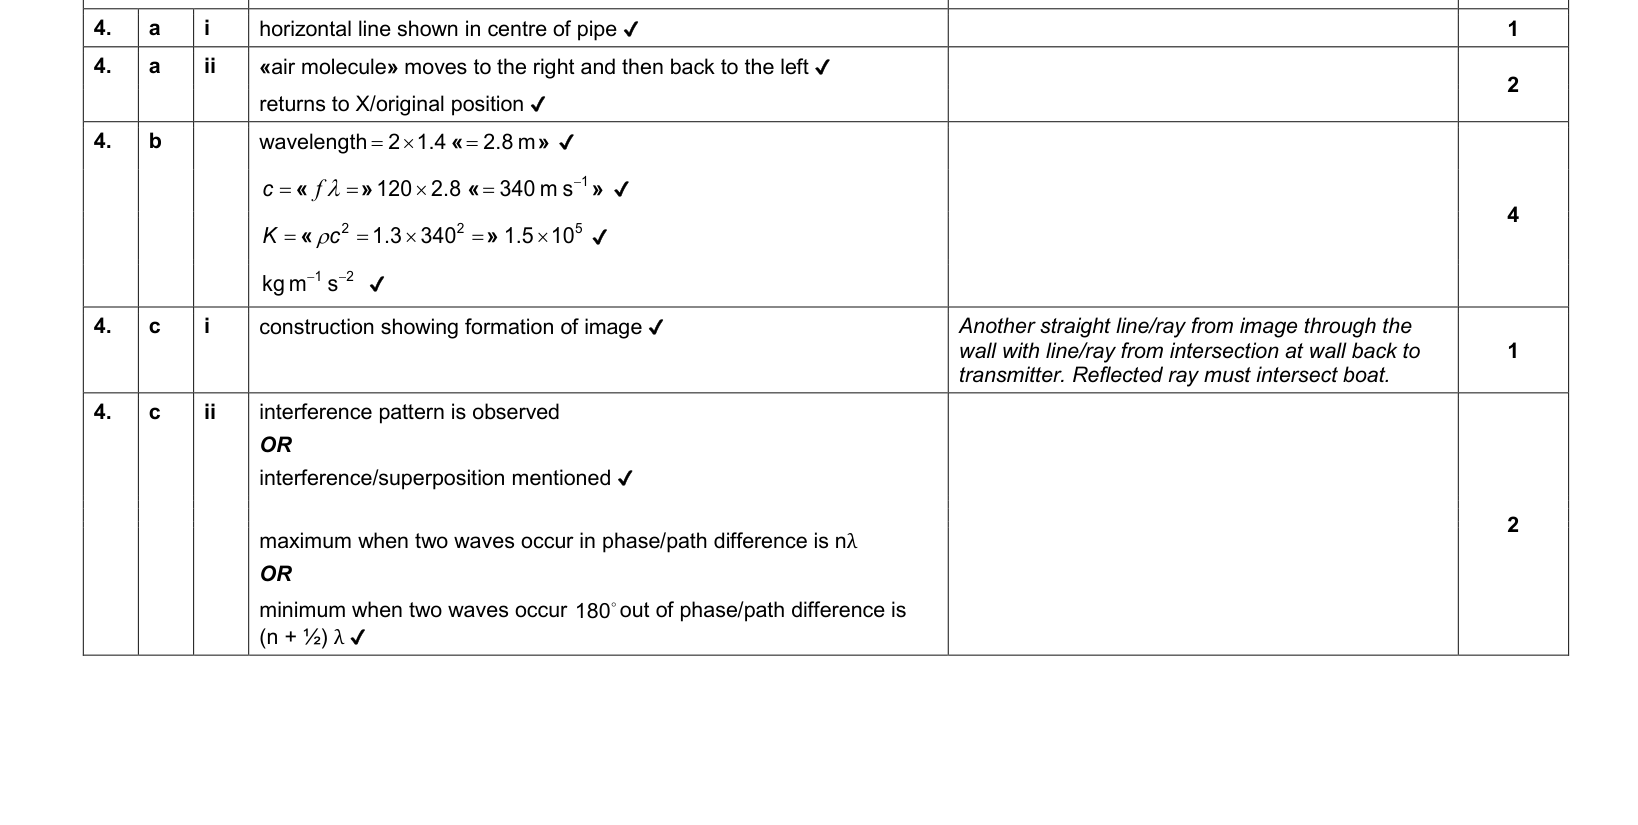 4. a i horizontal line shown in centre of pipe ✓ 1
4. a ii «air molecule» moves to the right and then back to the left ✓
returns to X/original position ✓
2
4. b wavelength = 2×1.4 «= 2.8 m» ✓
c = « fλ =» 120×2.8 «= 340 m s⁻¹» ✓
K = « ρc² = 1.3×340² =» 1.5×10⁵ ✓
kg m⁻¹ s⁻² ✓
4
4. c i construction showing formation of image ✓
Another straight line/ray from image through the
wall with line/ray from intersection at wall back to
transmitter. Reflected ray must intersect boat.
1
4. c ii interference pattern is observed
OR
interference/superposition mentioned ✓
maximum when two waves occur in phase/path difference is nλ
OR
minimum when two waves occur 180° out of phase/path difference is
(n + ½) λ ✓
2